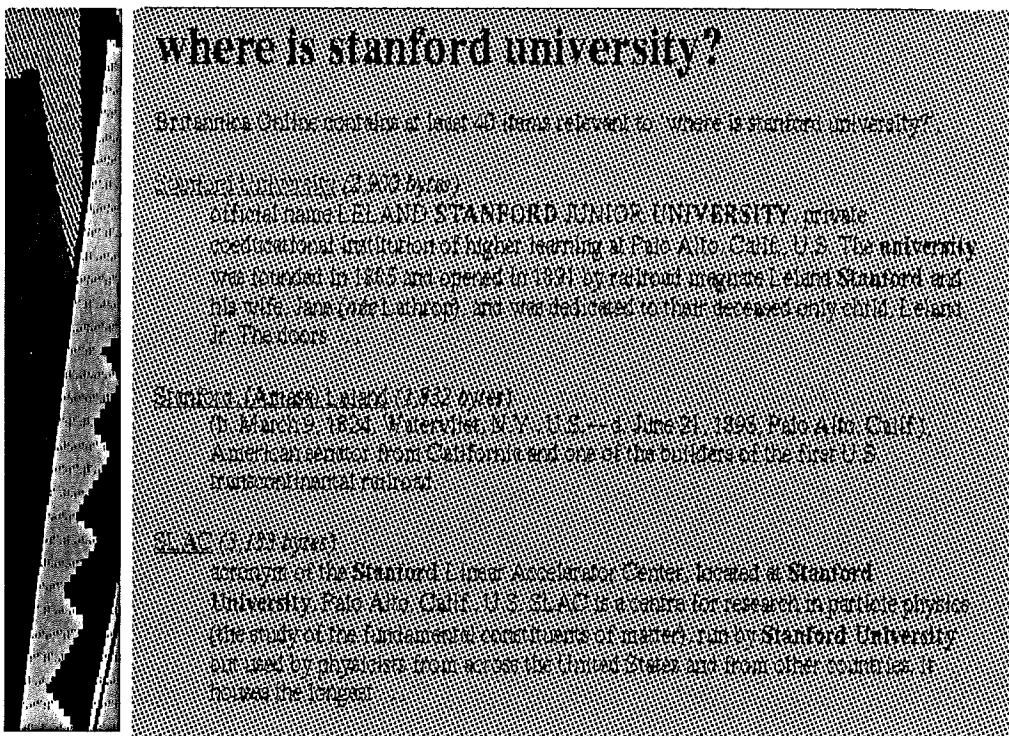 where is stanford university?
Britannica Online contains at least 40 items relevant to "where is stanford university?"
Stanford University (2,900 bytes)
official name LELAND STANFORD JUNIOR UNIVERSITY, private
coeducational institution of higher learning at Palo Alto, Calif., U.S. The university
was founded in 1885 and opened in 1891 by railroad magnate Leland Stanford and
his wife, Jane (née Lathrop), and was dedicated to their deceased only child, Leland,
Jr. The doors . . .
Stanford, (Amasa) Leland (1,832 bytes)
(b. March 9, 1824, Watervliet, N.Y., U.S.--d. June 21, 1893, Palo Alto, Calif.)
American senator from California and one of the builders of the first U.S.
transcontinental railroad.
SLAC (3,153 bytes)
acronym of the Stanford Linear Accelerator Center, located at Stanford
University, Palo Alto, Calif., U.S. SLAC is a centre for research in particle physics
(the study of the fundamental constituents of matter), run by Stanford University
but used by physicists from across the United States and from other countries. It
houses the longest